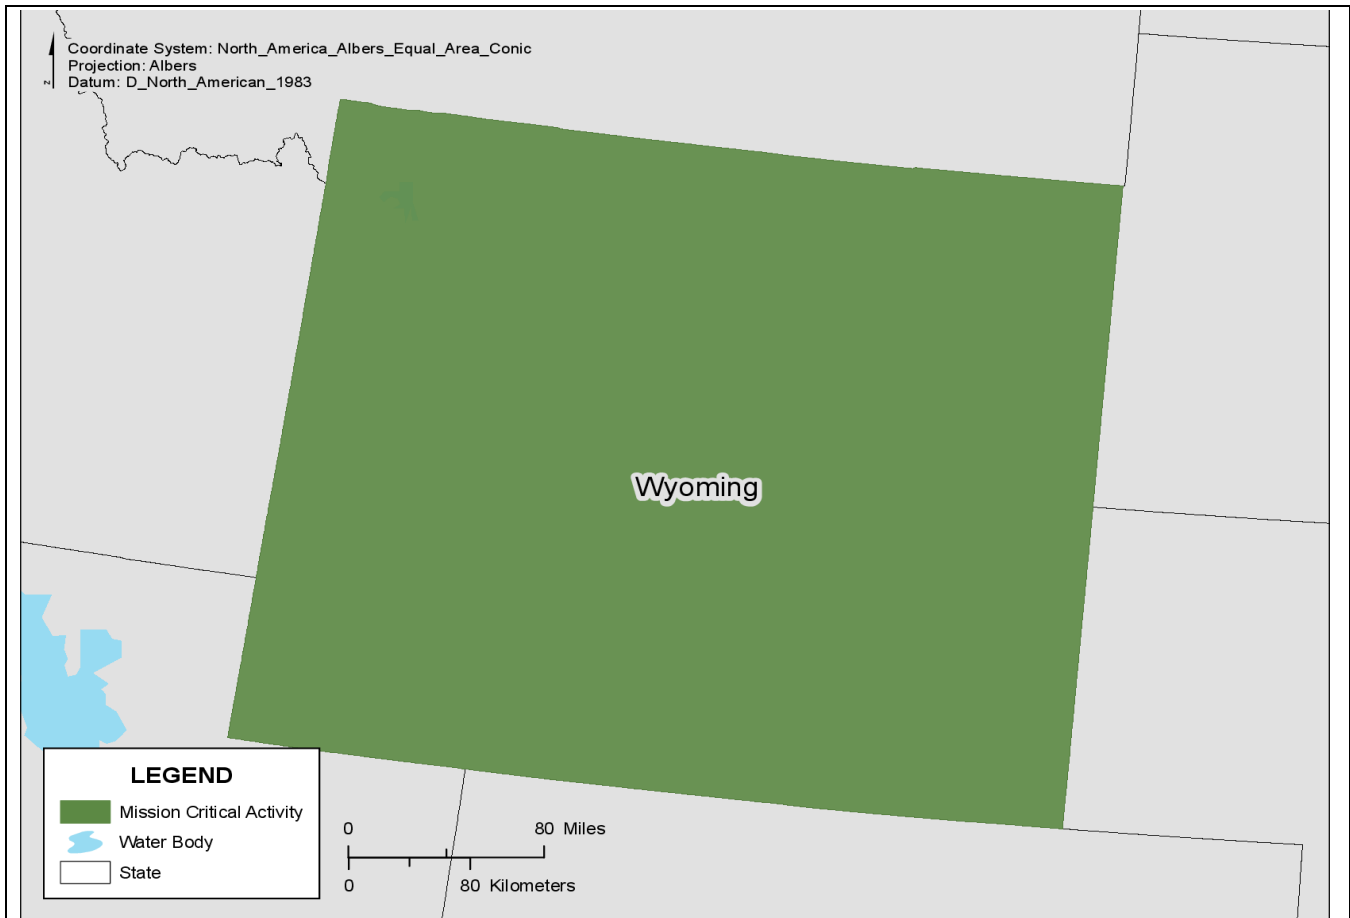 Coordinate System: North_America_Albers_Equal_Area_Conic
Projection: Albers
Z Datum: D_North_American_1983
Wyoming
LEGEND
Mission Critical Activity
Water Body
State
0 80 Miles
0 80 Kilometers